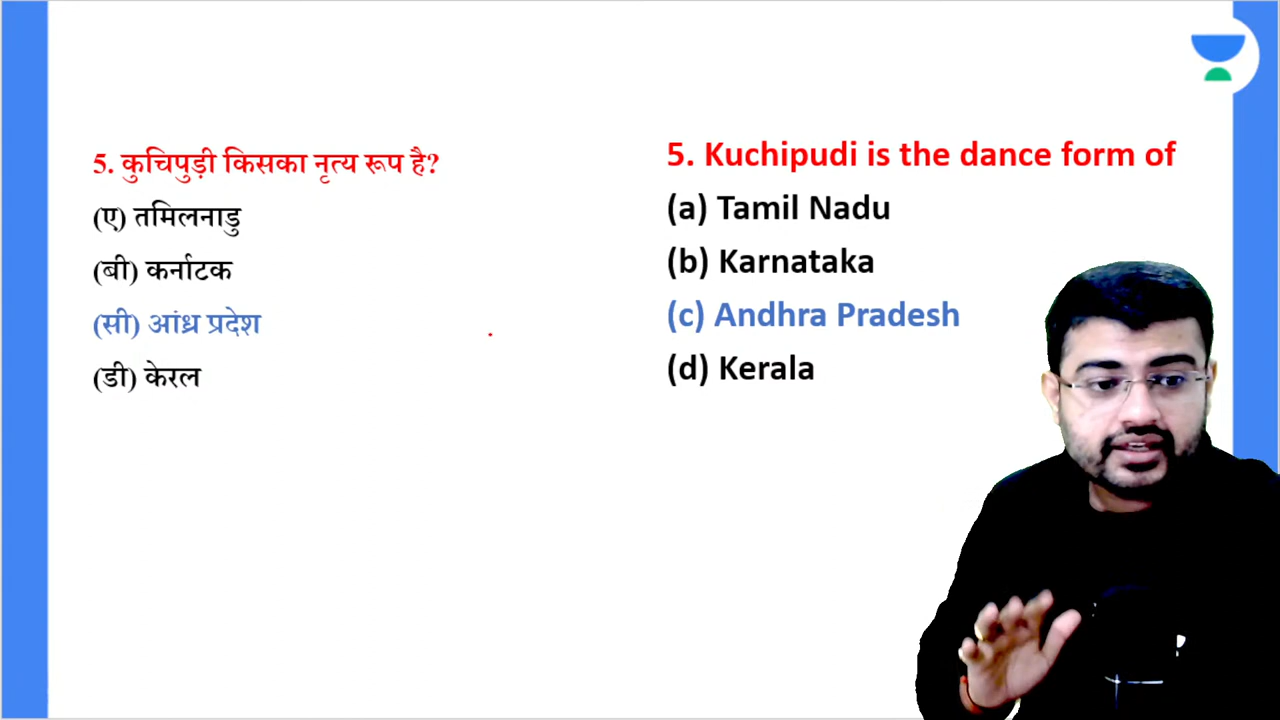 5. कुचिपुड़ी किसका नृत्य रूप है?
(ए) तमिलनाडु
(बी) कर्नाटक
(सी) आंध्र प्रदेश
(डी) केरल
5. Kuchipudi is the dance form of
(a) Tamil Nadu
(b) Karnataka
(c) Andhra Pradesh
(d) Kerala